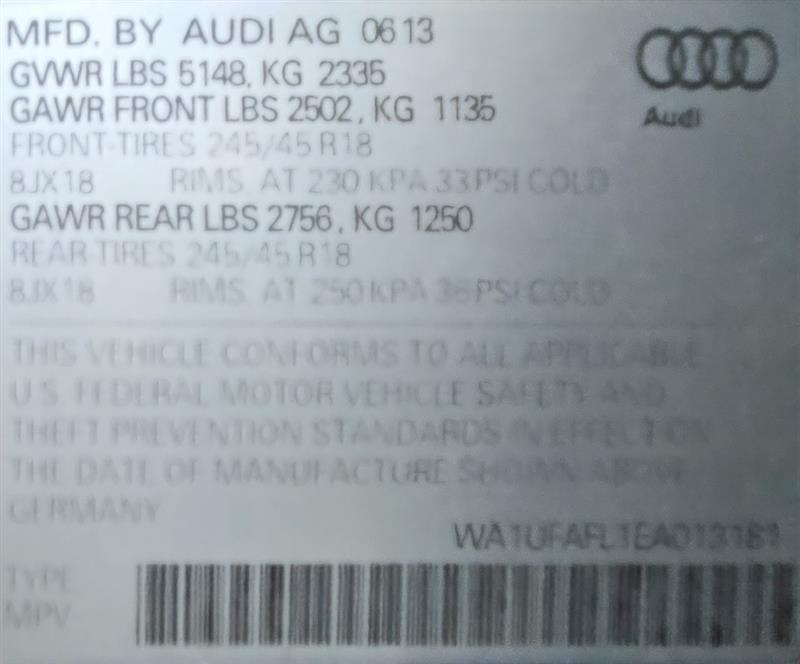 MFD. BY AUDI AG 0613
GVWR LBS 5148, KG 2335
GAWR FRONT LBS 2502, KG 1135
FRONT-TIRES 245/45 R18
8JX18 RIMS AT 230 KPA 33 PSI COLD
GAWR REAR LBS 2756, KG 1250
REAR-TIRES 245/45 R18
8JX18 RIMS AT 250 KPA 36 PSI COLD
THIS VEHICLE CONFORMS TO ALL APPLICABLE
U.S. FEDERAL MOTOR VEHICLE SAFETY AND
THEFT PREVENTION STANDARDS IN EFFECT ON
THE DATE OF MANUFACTURE SHOWN ABOVE
GERMANY
WA1UFAFL1EA013181
TYPE
MPV
Audi